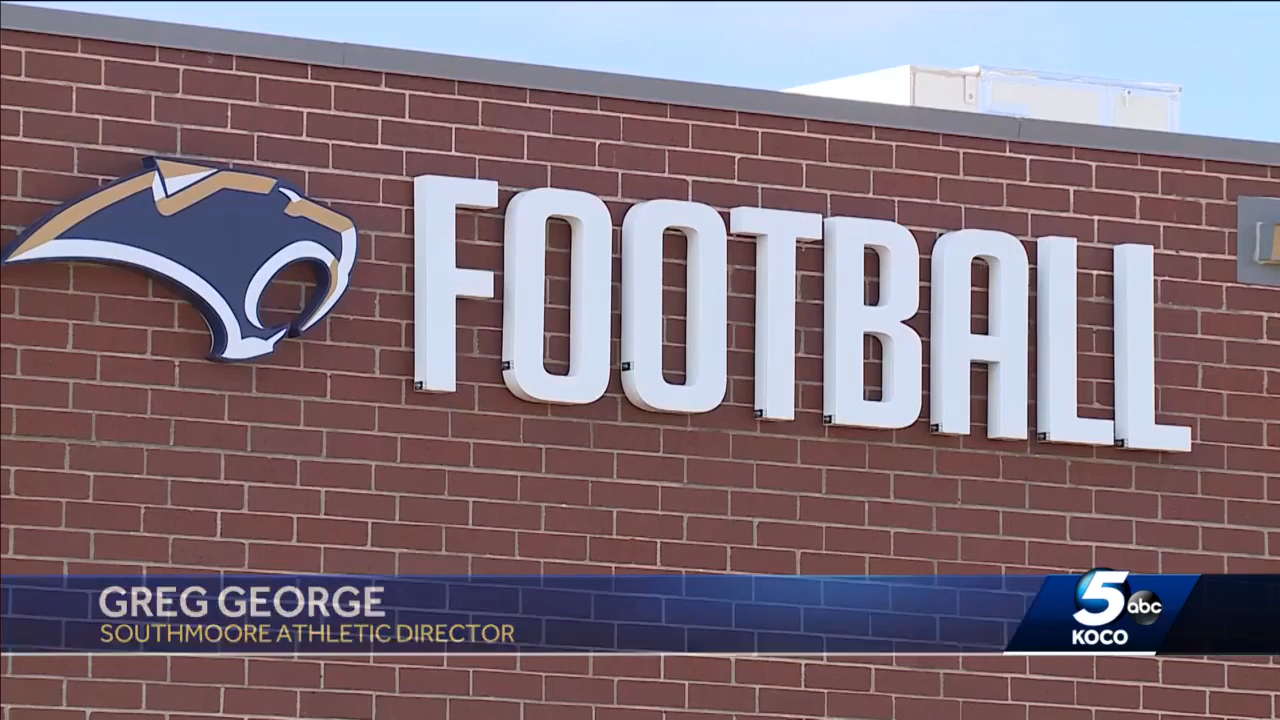 FOOTBALL
GREG GEORGE
SOUTHMOORE ATHLETIC DIRECTOR
5
abc
KOCO